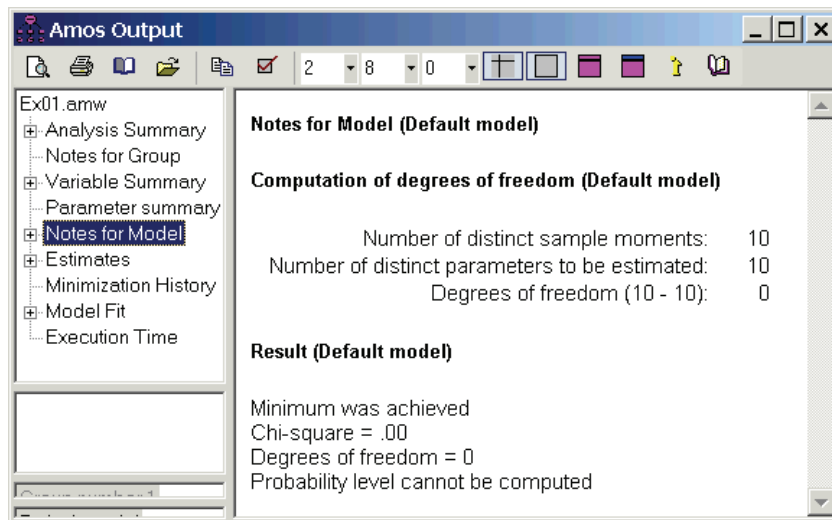 Amos Output
2 8 0
Ex01.amw
Analysis Summary
Notes for Group
Variable Summary
Parameter summary
Notes for Model
Estimates
Minimization History
Model Fit
Execution Time
Notes for Model (Default model)
Computation of degrees of freedom (Default model)
Number of distinct sample moments: 10
Number of distinct parameters to be estimated: 10
Degrees of freedom (10 - 10): 0
Result (Default model)
Minimum was achieved
Chi-square = .00
Degrees of freedom = 0
Probability level cannot be computed